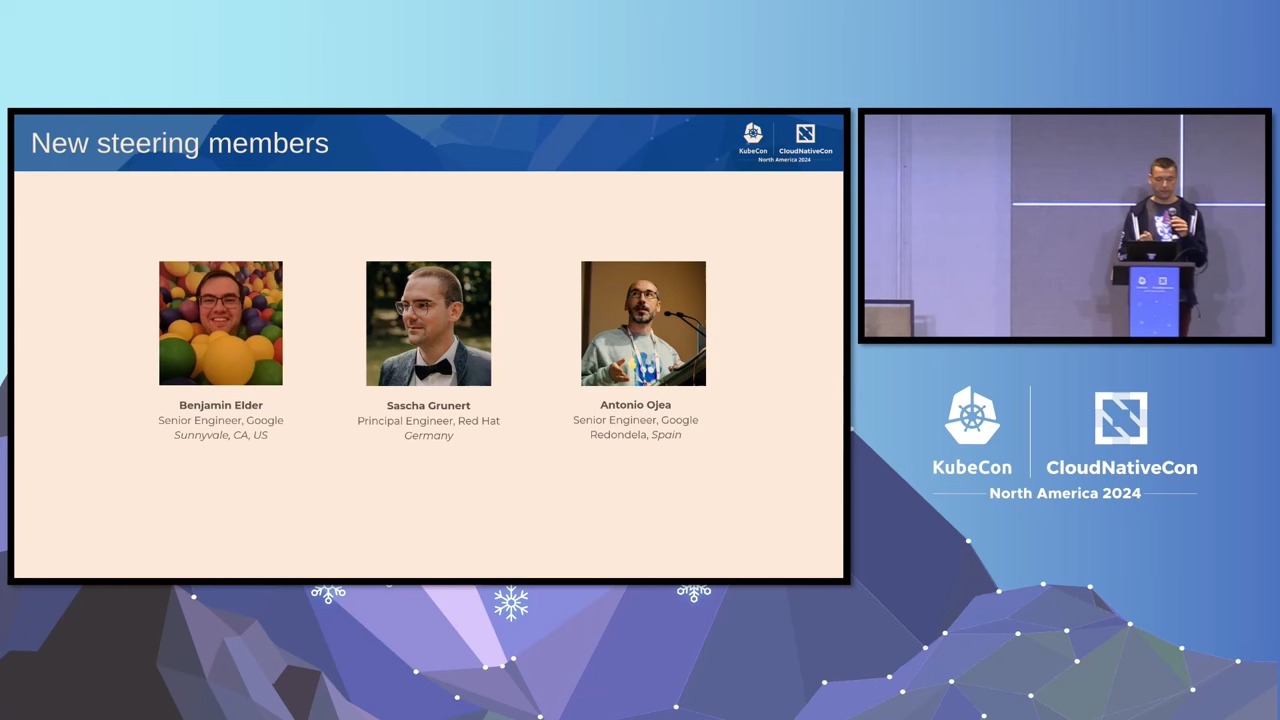 New steering members
KubeCon
CloudNativeCon
North America 2024
Benjamin Elder
Senior Engineer, Google
Sunnyvale, CA, US
Sascha Grunert
Principal Engineer, Red Hat
Germany
Antonio Ojea
Senior Engineer, Google
Redondela, Spain
KubeCon
CloudNativeCon
North America 2024